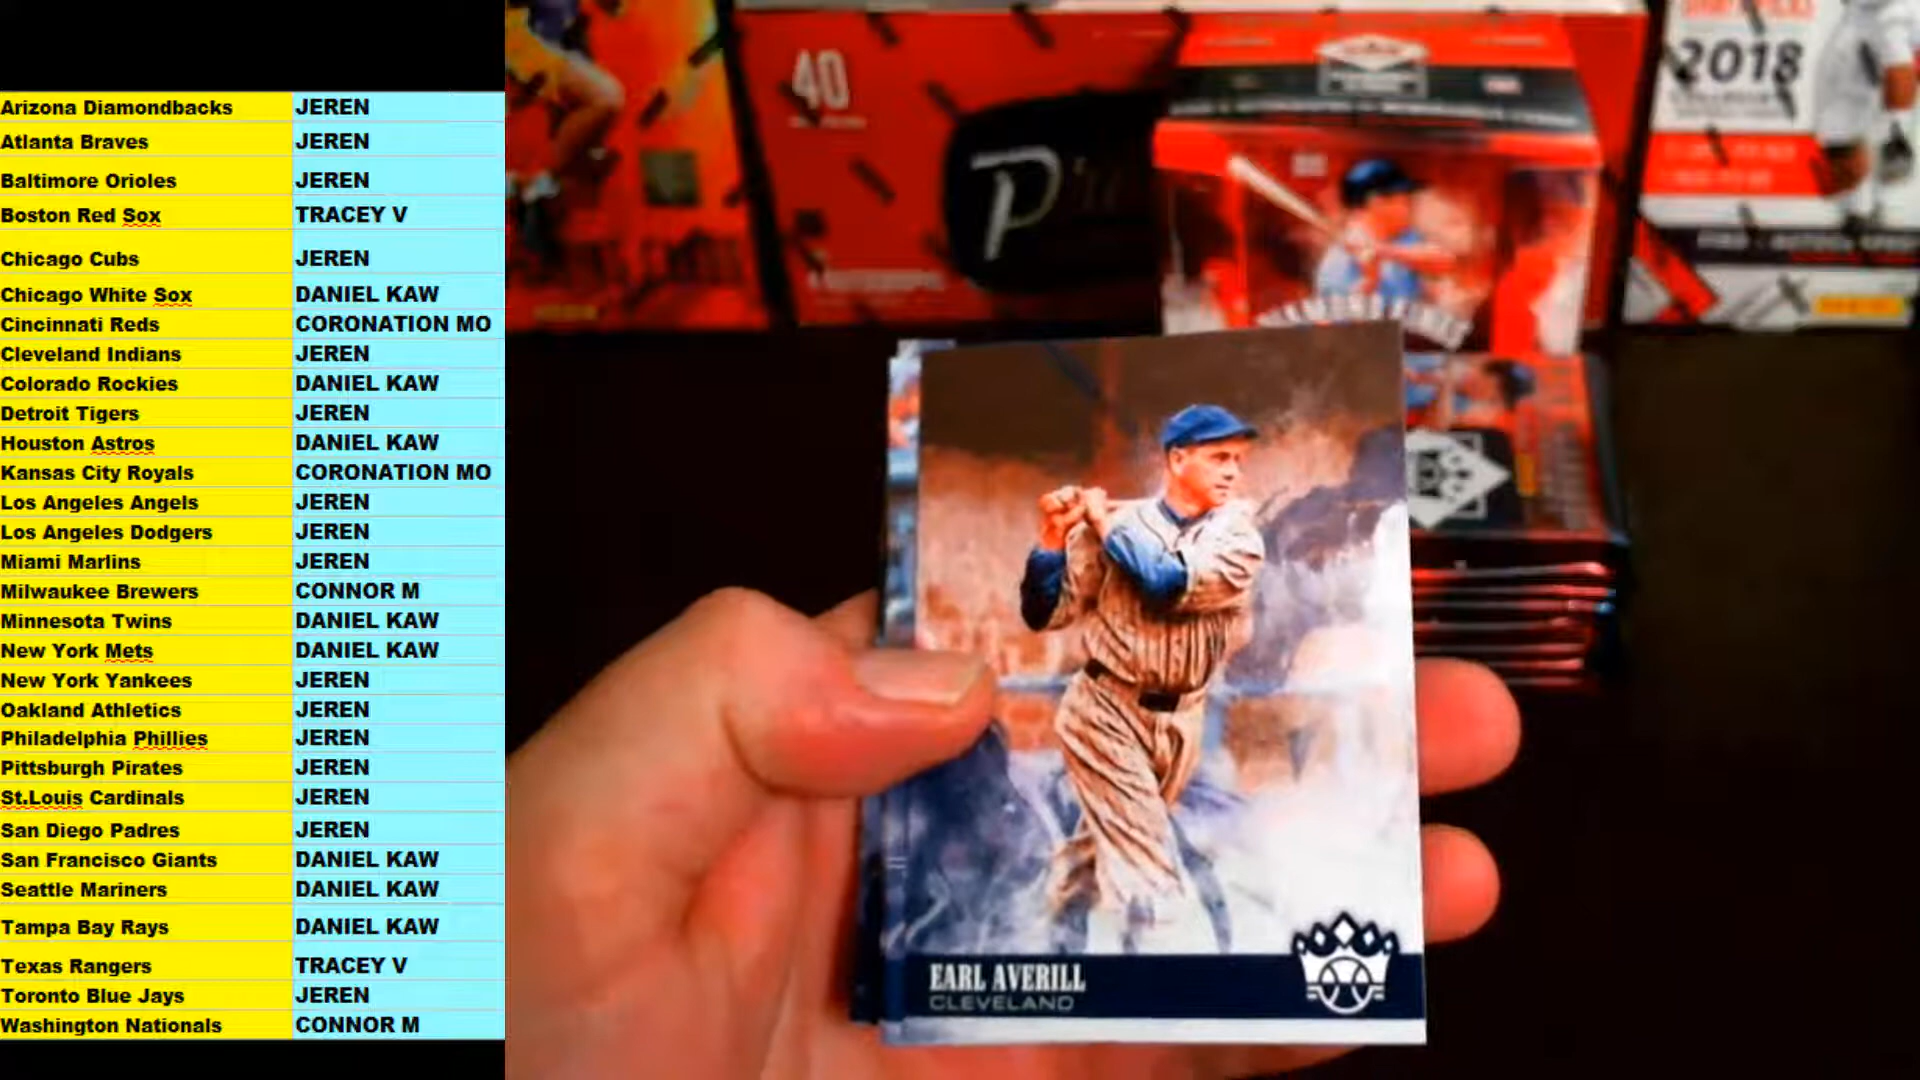 Arizona Diamondbacks JEREN
Atlanta Braves JEREN
Baltimore Orioles JEREN
Boston Red Sox TRACEY V
Chicago Cubs JEREN
Chicago White Sox DANIEL KAW
Cincinnati Reds CORONATION MO
Cleveland Indians JEREN
Colorado Rockies DANIEL KAW
Detroit Tigers JEREN
Houston Astros DANIEL KAW
Kansas City Royals CORONATION MO
Los Angeles Angels JEREN
Los Angeles Dodgers JEREN
Miami Marlins JEREN
Milwaukee Brewers CONNOR M
Minnesota Twins DANIEL KAW
New York Mets DANIEL KAW
New York Yankees JEREN
Oakland Athletics JEREN
Philadelphia Phillies JEREN
Pittsburgh Pirates JEREN
St.Louis Cardinals JEREN
San Diego Padres JEREN
San Francisco Giants DANIEL KAW
Seattle Mariners DANIEL KAW
Tampa Bay Rays DANIEL KAW
Texas Rangers TRACEY V
Toronto Blue Jays JEREN
Washington Nationals CONNOR M
40
2018
DIAMOND KINGS
EARL AVERILL
CLEVELAND